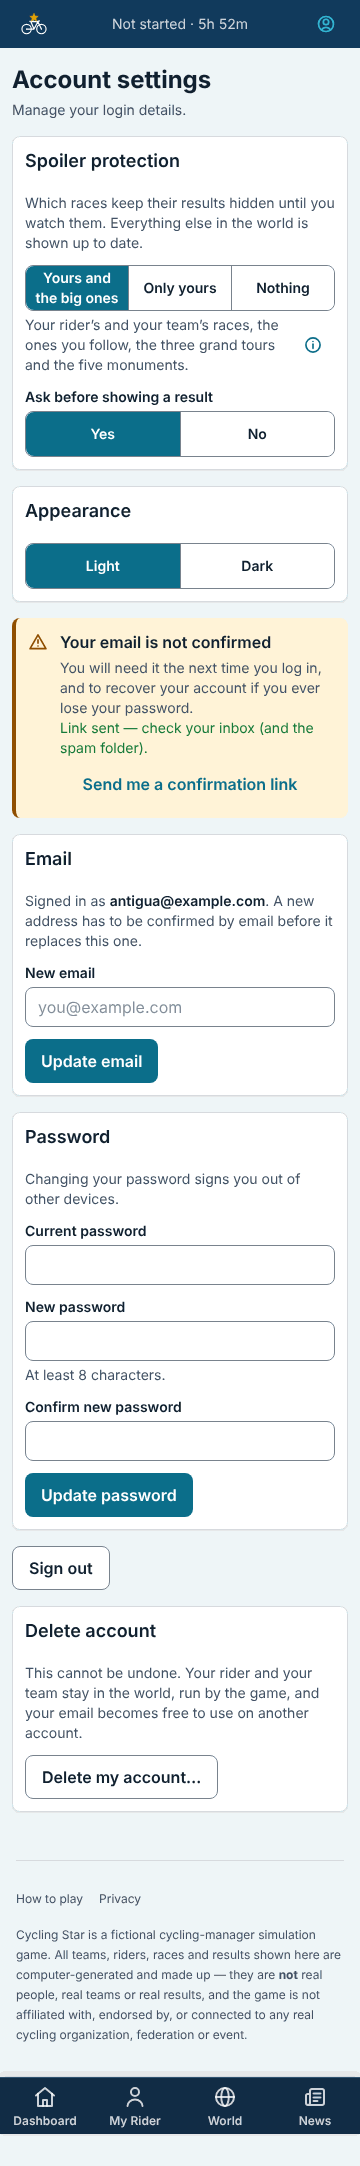 Not started · 5h 52m
Account settings
Manage your login details.
Spoiler protection
Which races keep their results hidden until you
watch them. Everything else in the world is
shown up to date.
Yours and
the big ones
Only yours
Nothing
Your rider’s and your team’s races, the
ones you follow, the three grand tours
and the five monuments.
Ask before showing a result
Yes
No
Appearance
Light
Dark
Your email is not confirmed
You will need it the next time you log in,
and to recover your account if you ever
lose your password.
Link sent — check your inbox (and the
spam folder).
Send me a confirmation link
Email
Signed in as antigua@example.com. A new
address has to be confirmed by email before it
replaces this one.
New email
you@example.com
Update email
Password
Changing your password signs you out of
other devices.
Current password
New password
At least 8 characters.
Confirm new password
Update password
Sign out
Delete account
This cannot be undone. Your rider and your
team stay in the world, run by the game, and
your email becomes free to use on another
account.
Delete my account…
How to play
Privacy
Cycling Star is a fictional cycling-manager simulation
game. All teams, riders, races and results shown here are
computer-generated and made up — they are not real
people, real teams or real results, and the game is not
affiliated with, endorsed by, or connected to any real
cycling organization, federation or event.
Dashboard
My Rider
World
News